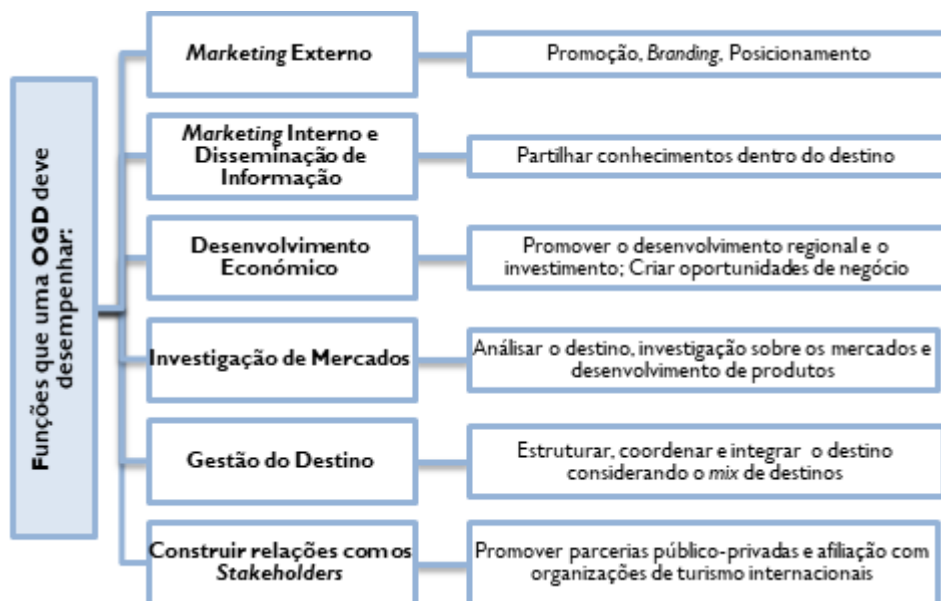 Funções que uma OGD deve
desempenhar:
Marketing Externo
Promoção, Branding, Posicionamento
Marketing Interno e
Disseminação de
Informação
Partilhar conhecimentos dentro do destino
Desenvolvimento
Económico
Promover o desenvolvimento regional e o
investimento; Criar oportunidades de negócio
Investigação de Mercados
Análisar o destino, investigação sobre os mercados e
desenvolvimento de produtos
Gestão do Destino
Estruturar, coordenar e integrar o destino
considerando o mix de destinos
Construir relações com os
Stakeholders
Promover parcerias público-privadas e afiliação com
organizações de turismo internacionais